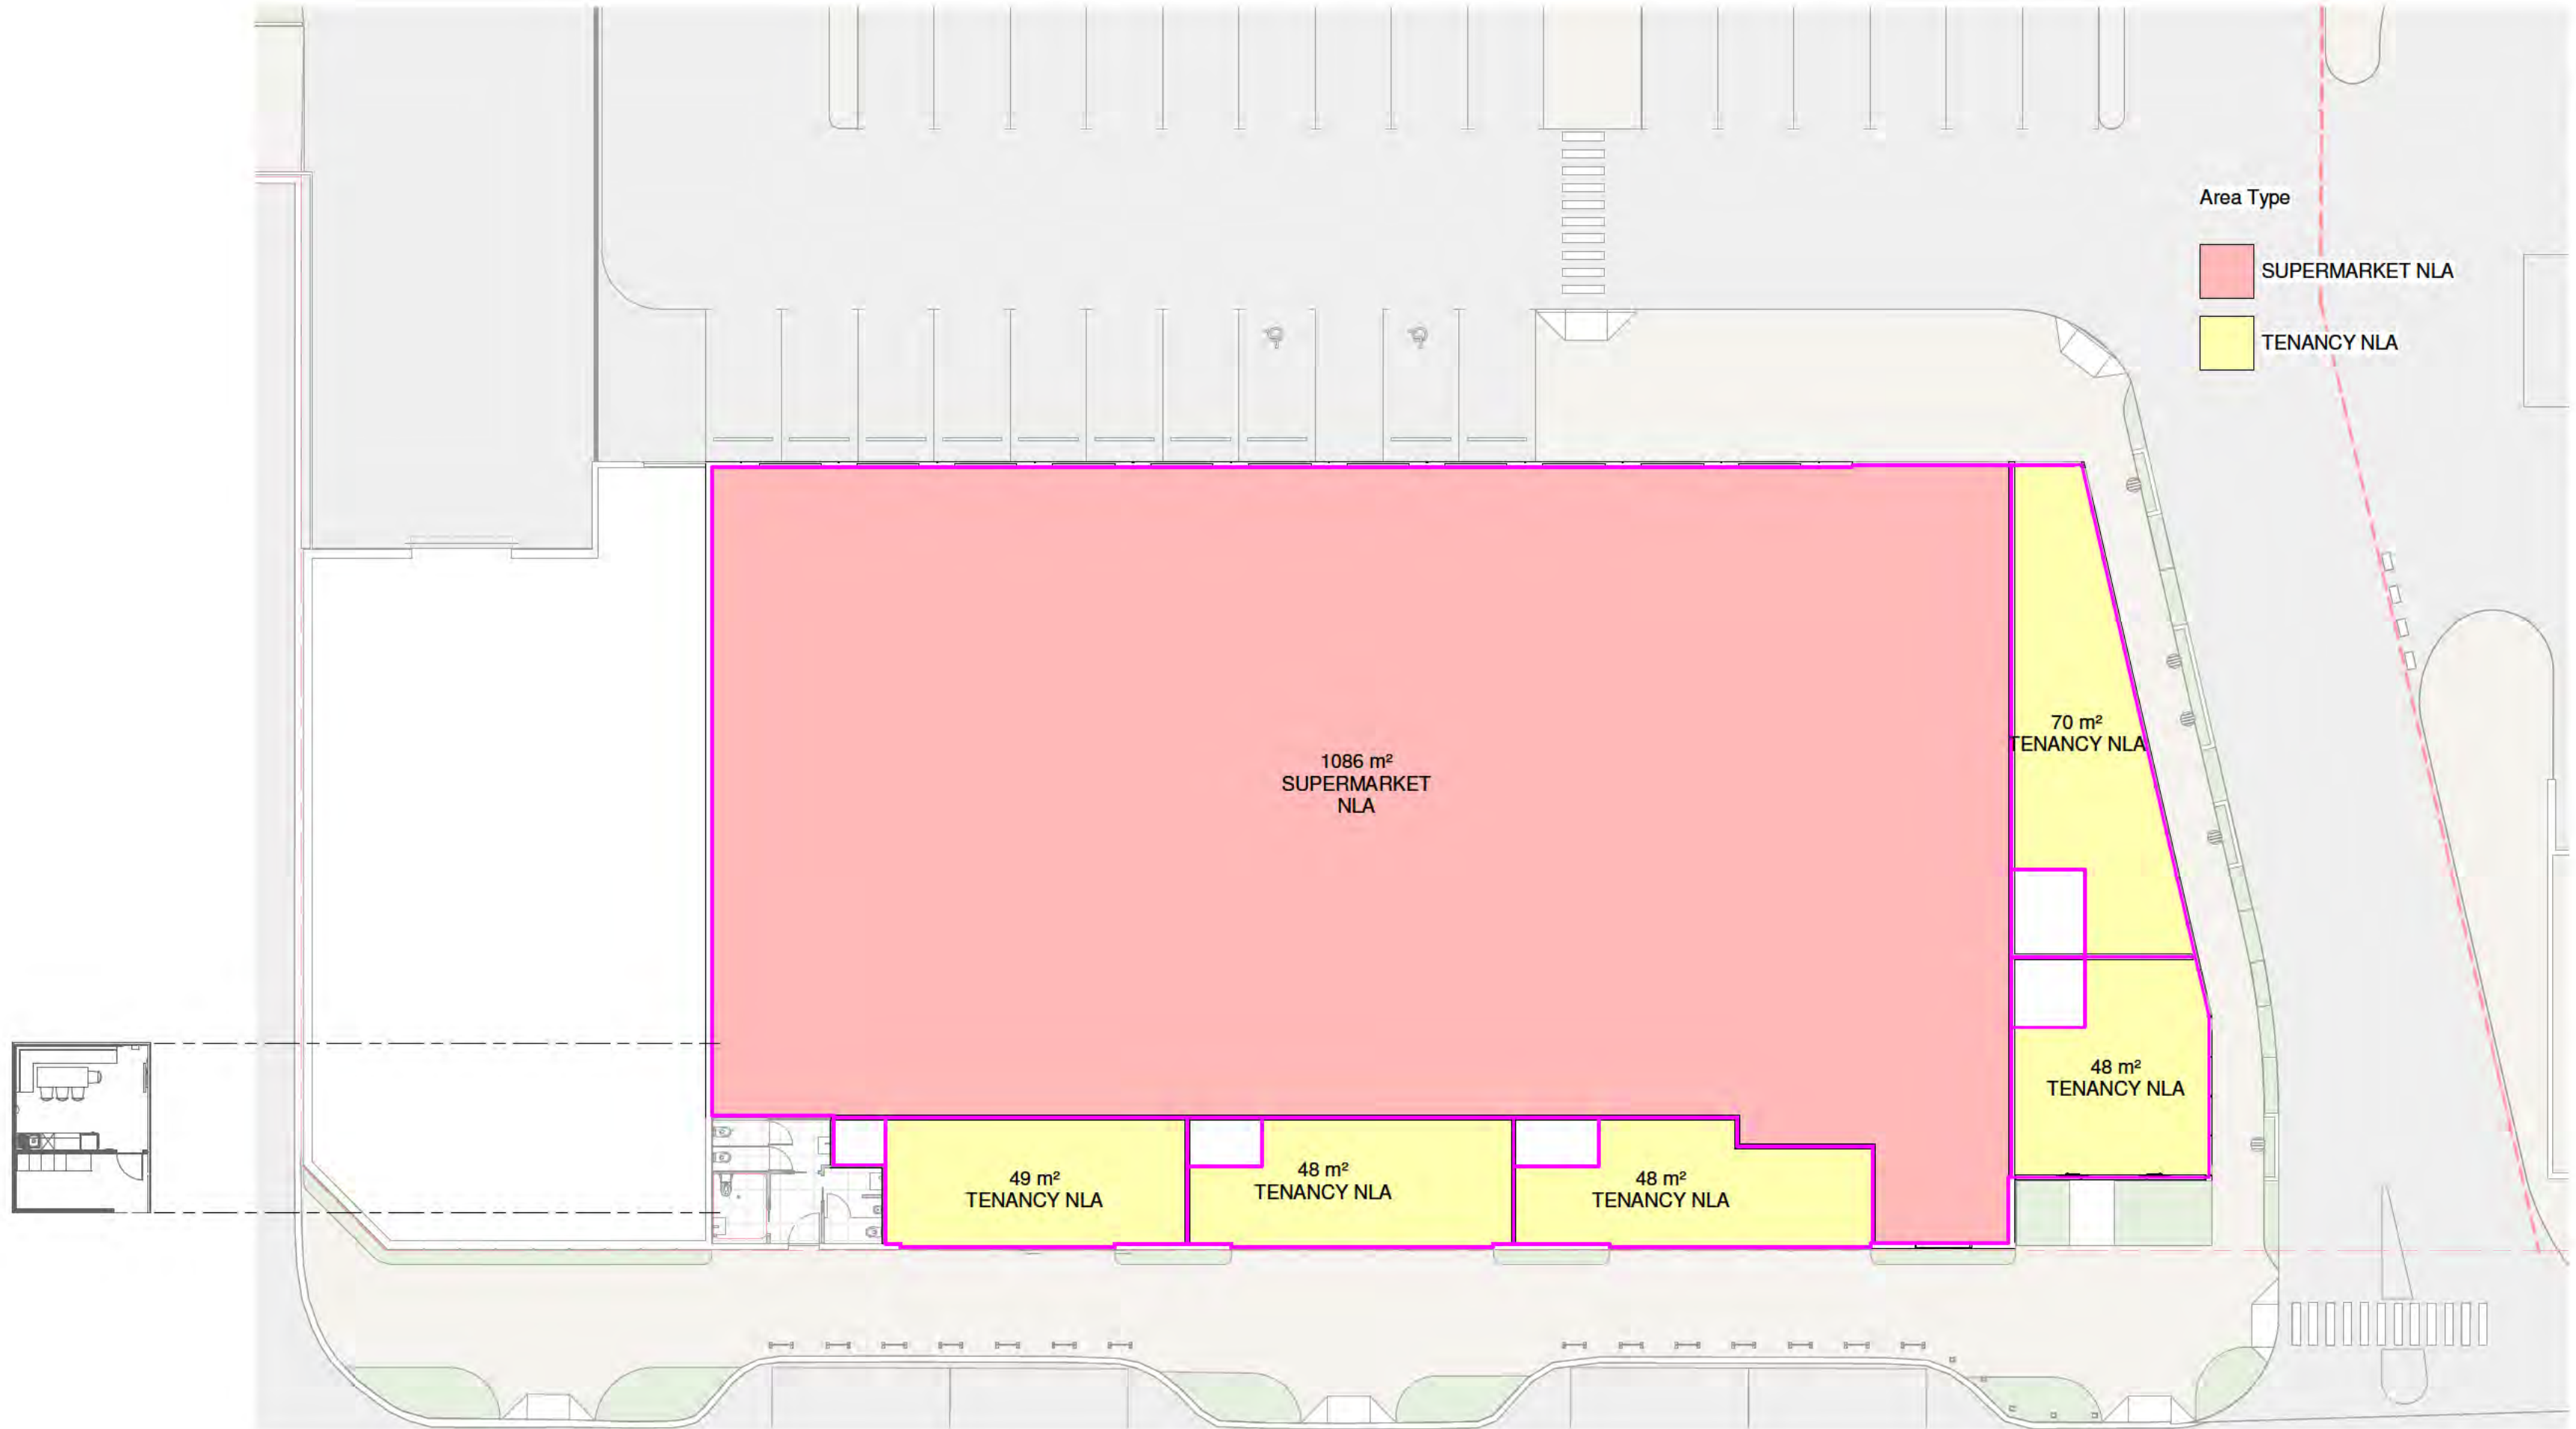 Area Type
SUPERMARKET NLA
TENANCY NLA
70 m²
TENANCY NLA
1086 m²
SUPERMARKET
NLA
48 m²
TENANCY NLA
49 m²
TENANCY NLA
48 m²
TENANCY NLA
48 m²
TENANCY NLA